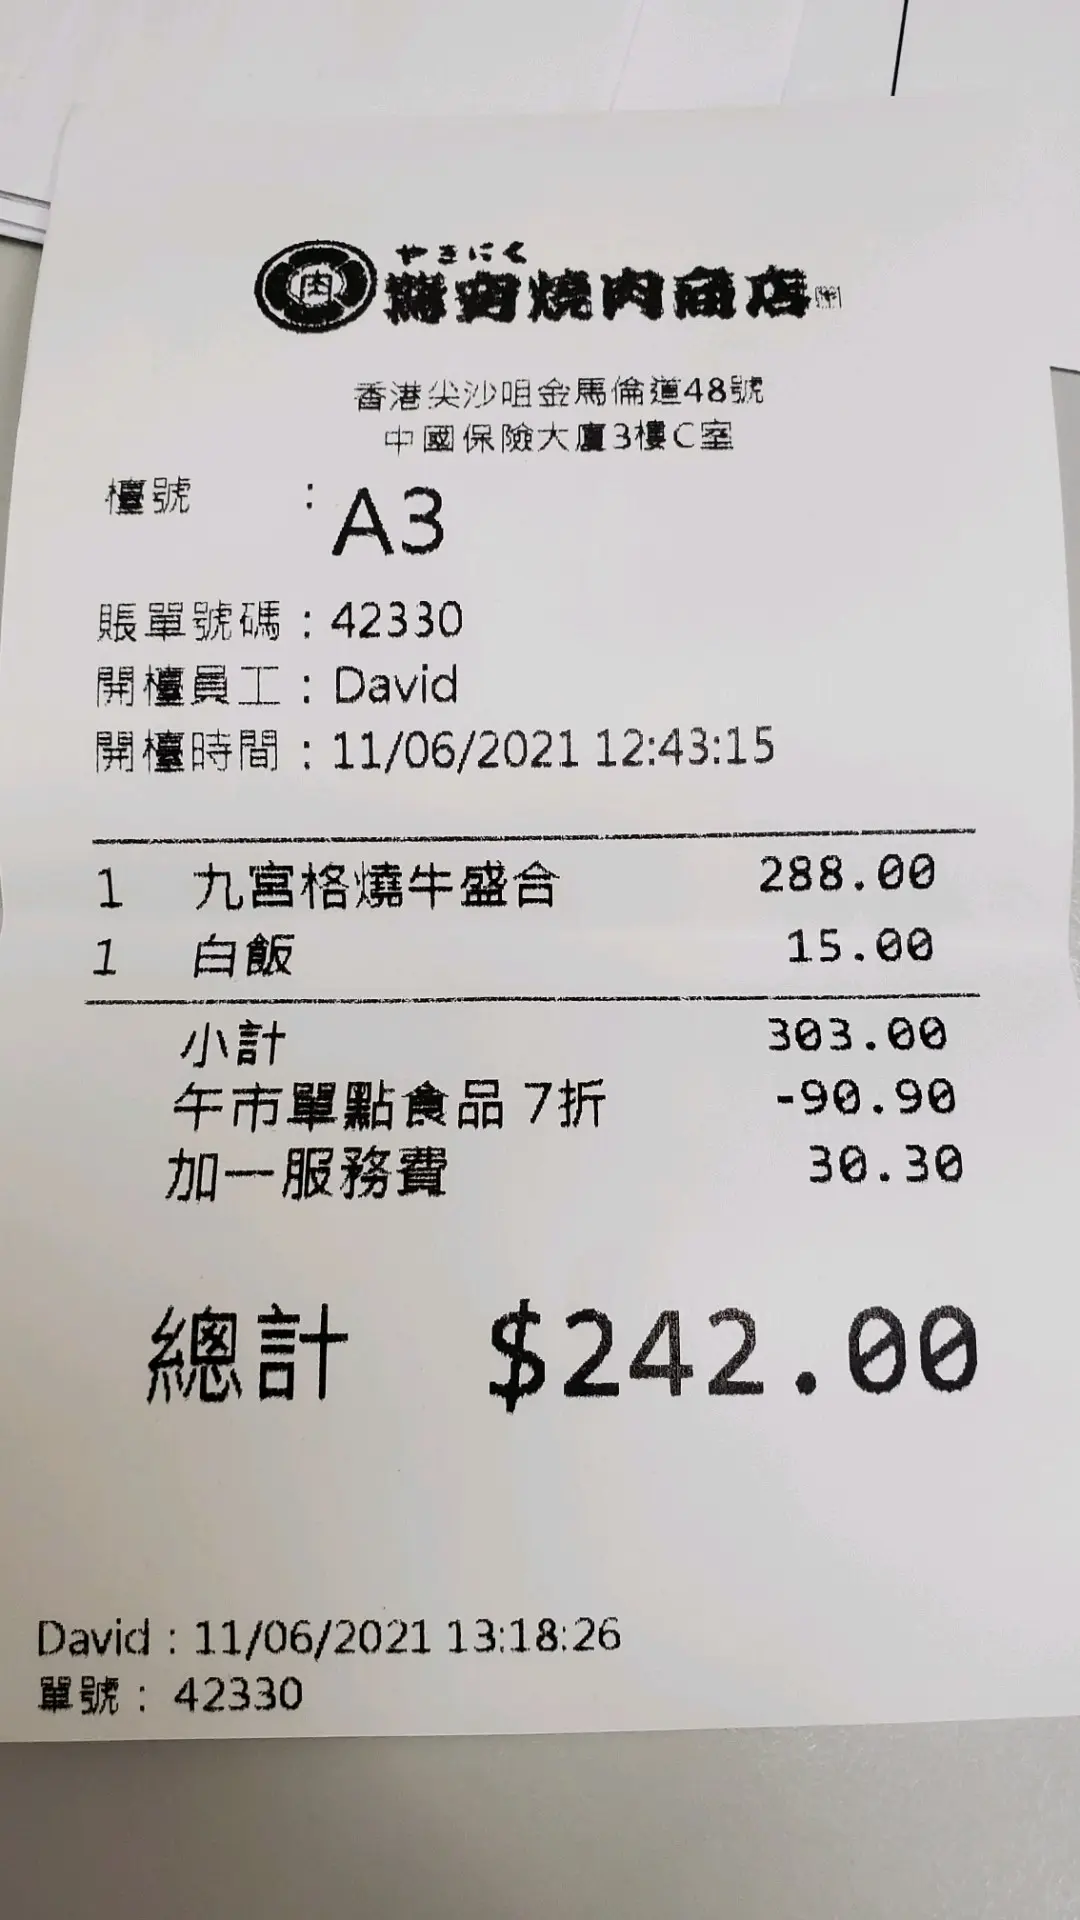 肉
やきにく
勝男燒肉商店
香港尖沙咀金馬倫道48號
中國保險大廈3樓C室
檯號 : A3
賬單號碼 : 42330
開檯員工 : David
開檯時間 : 11/06/2021 12:43:15
1 九宮格燒牛盛合 288.00
1 白飯 15.00
小計 303.00
午市單點食品 7折 -90.90
加一服務費 30.30
總計 $242.00
David : 11/06/2021 13:18:26
單號 : 42330